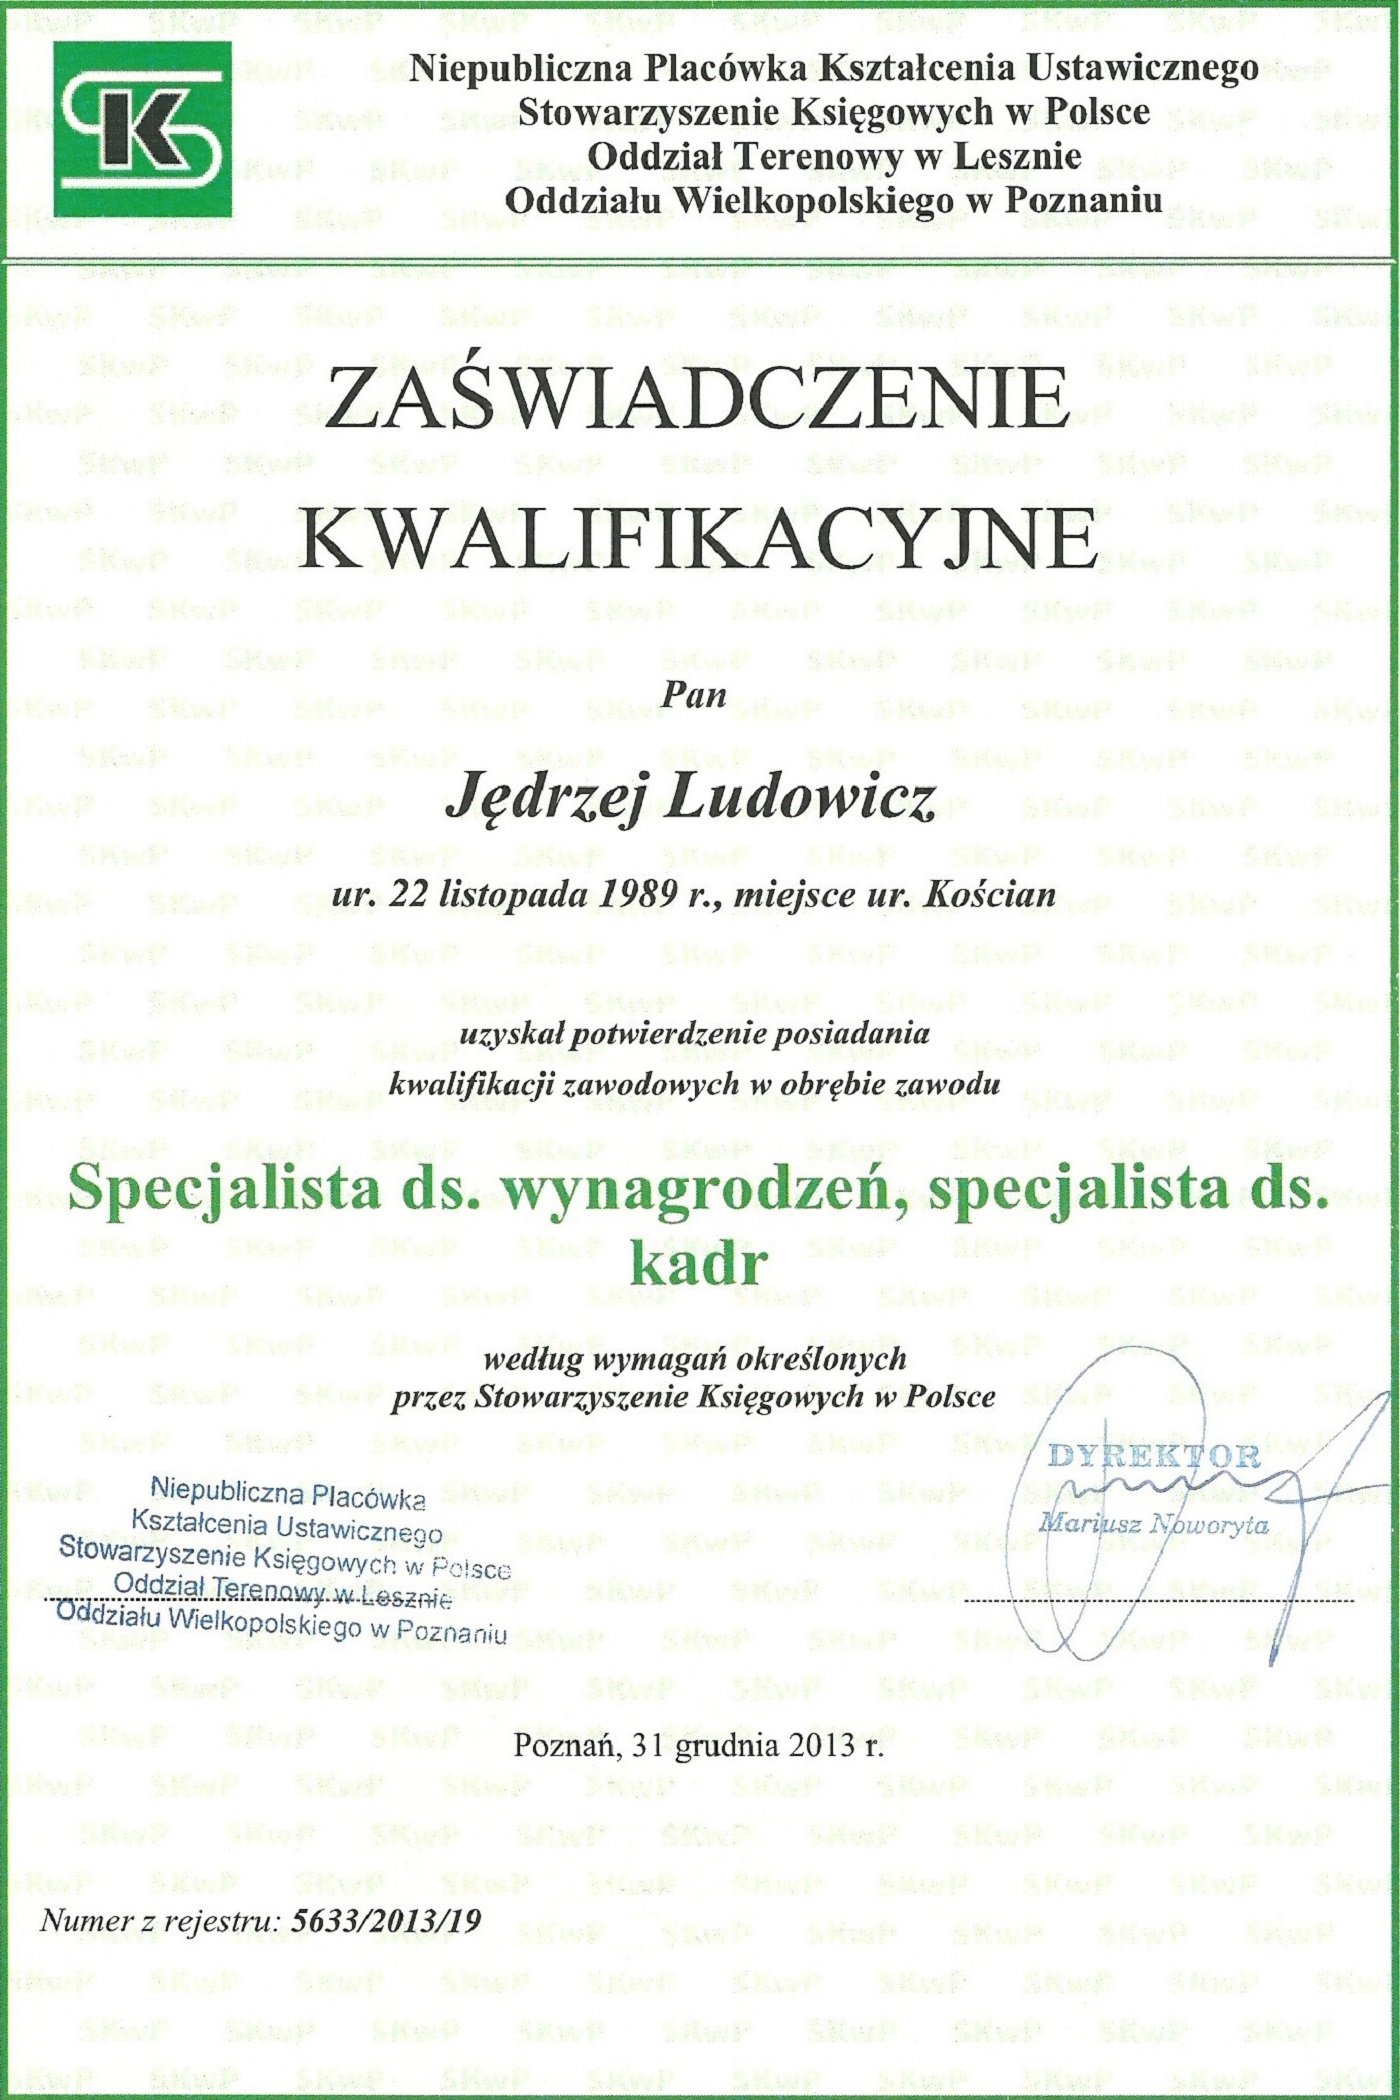 SK
Niepubliczna Placówka Kształcenia Ustawicznego
Stowarzyszenie Księgowych w Polsce
Oddział Terenowy w Lesznie
Oddziału Wielkopolskiego w Poznaniu
ZAŚWIADCZENIE
KWALIFIKACYJNE
Pan
Jędrzej Ludowicz
ur. 22 listopada 1989 r., miejsce ur. Kościan
uzyskał potwierdzenie posiadania
kwalifikacji zawodowych w obrębie zawodu
Specjalista ds. wynagrodzeń, specjalista ds.
kadr
według wymagań określonych
przez Stowarzyszenie Księgowych w Polsce
Niepubliczna Placówka
Kształcenia Ustawicznego
Stowarzyszenie Księgowych w Polsce
Oddział Terenowy w Lesznie
Oddziału Wielkopolskiego w Poznaniu
DYREKTOR
Mariusz Noworyta
Poznań, 31 grudnia 2013 r.
Numer z rejestru: 5633/2013/19